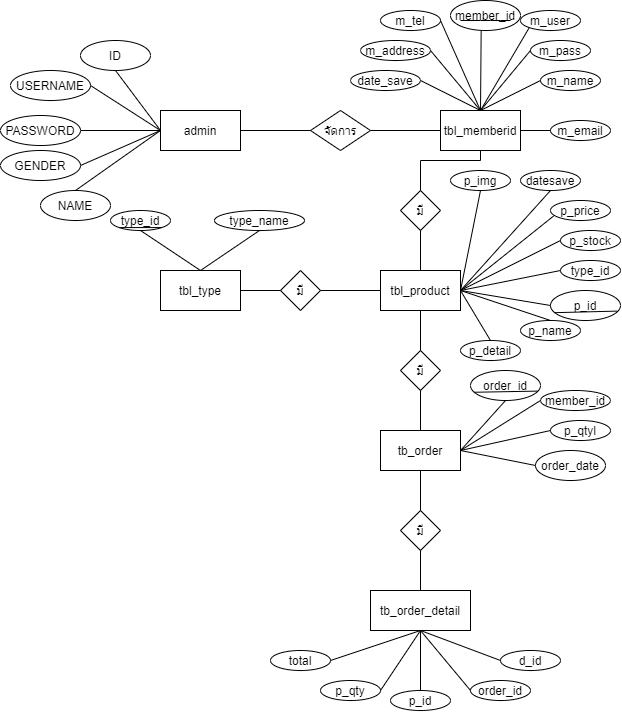 m_tel
member_id
m_user
m_address
m_pass
date_save
m_name
ID
USERNAME
PASSWORD
GENDER
NAME
admin
จัดการ
tbl_memberid
m_email
p_img
datesave
p_price
p_stock
type_id
p_id
p_name
p_detail
มี
type_id
type_name
tbl_type
มี
tbl_product
มี
order_id
member_id
p_qtyl
order_date
tb_order
มี
tb_order_detail
total
p_qty
p_id
order_id
d_id